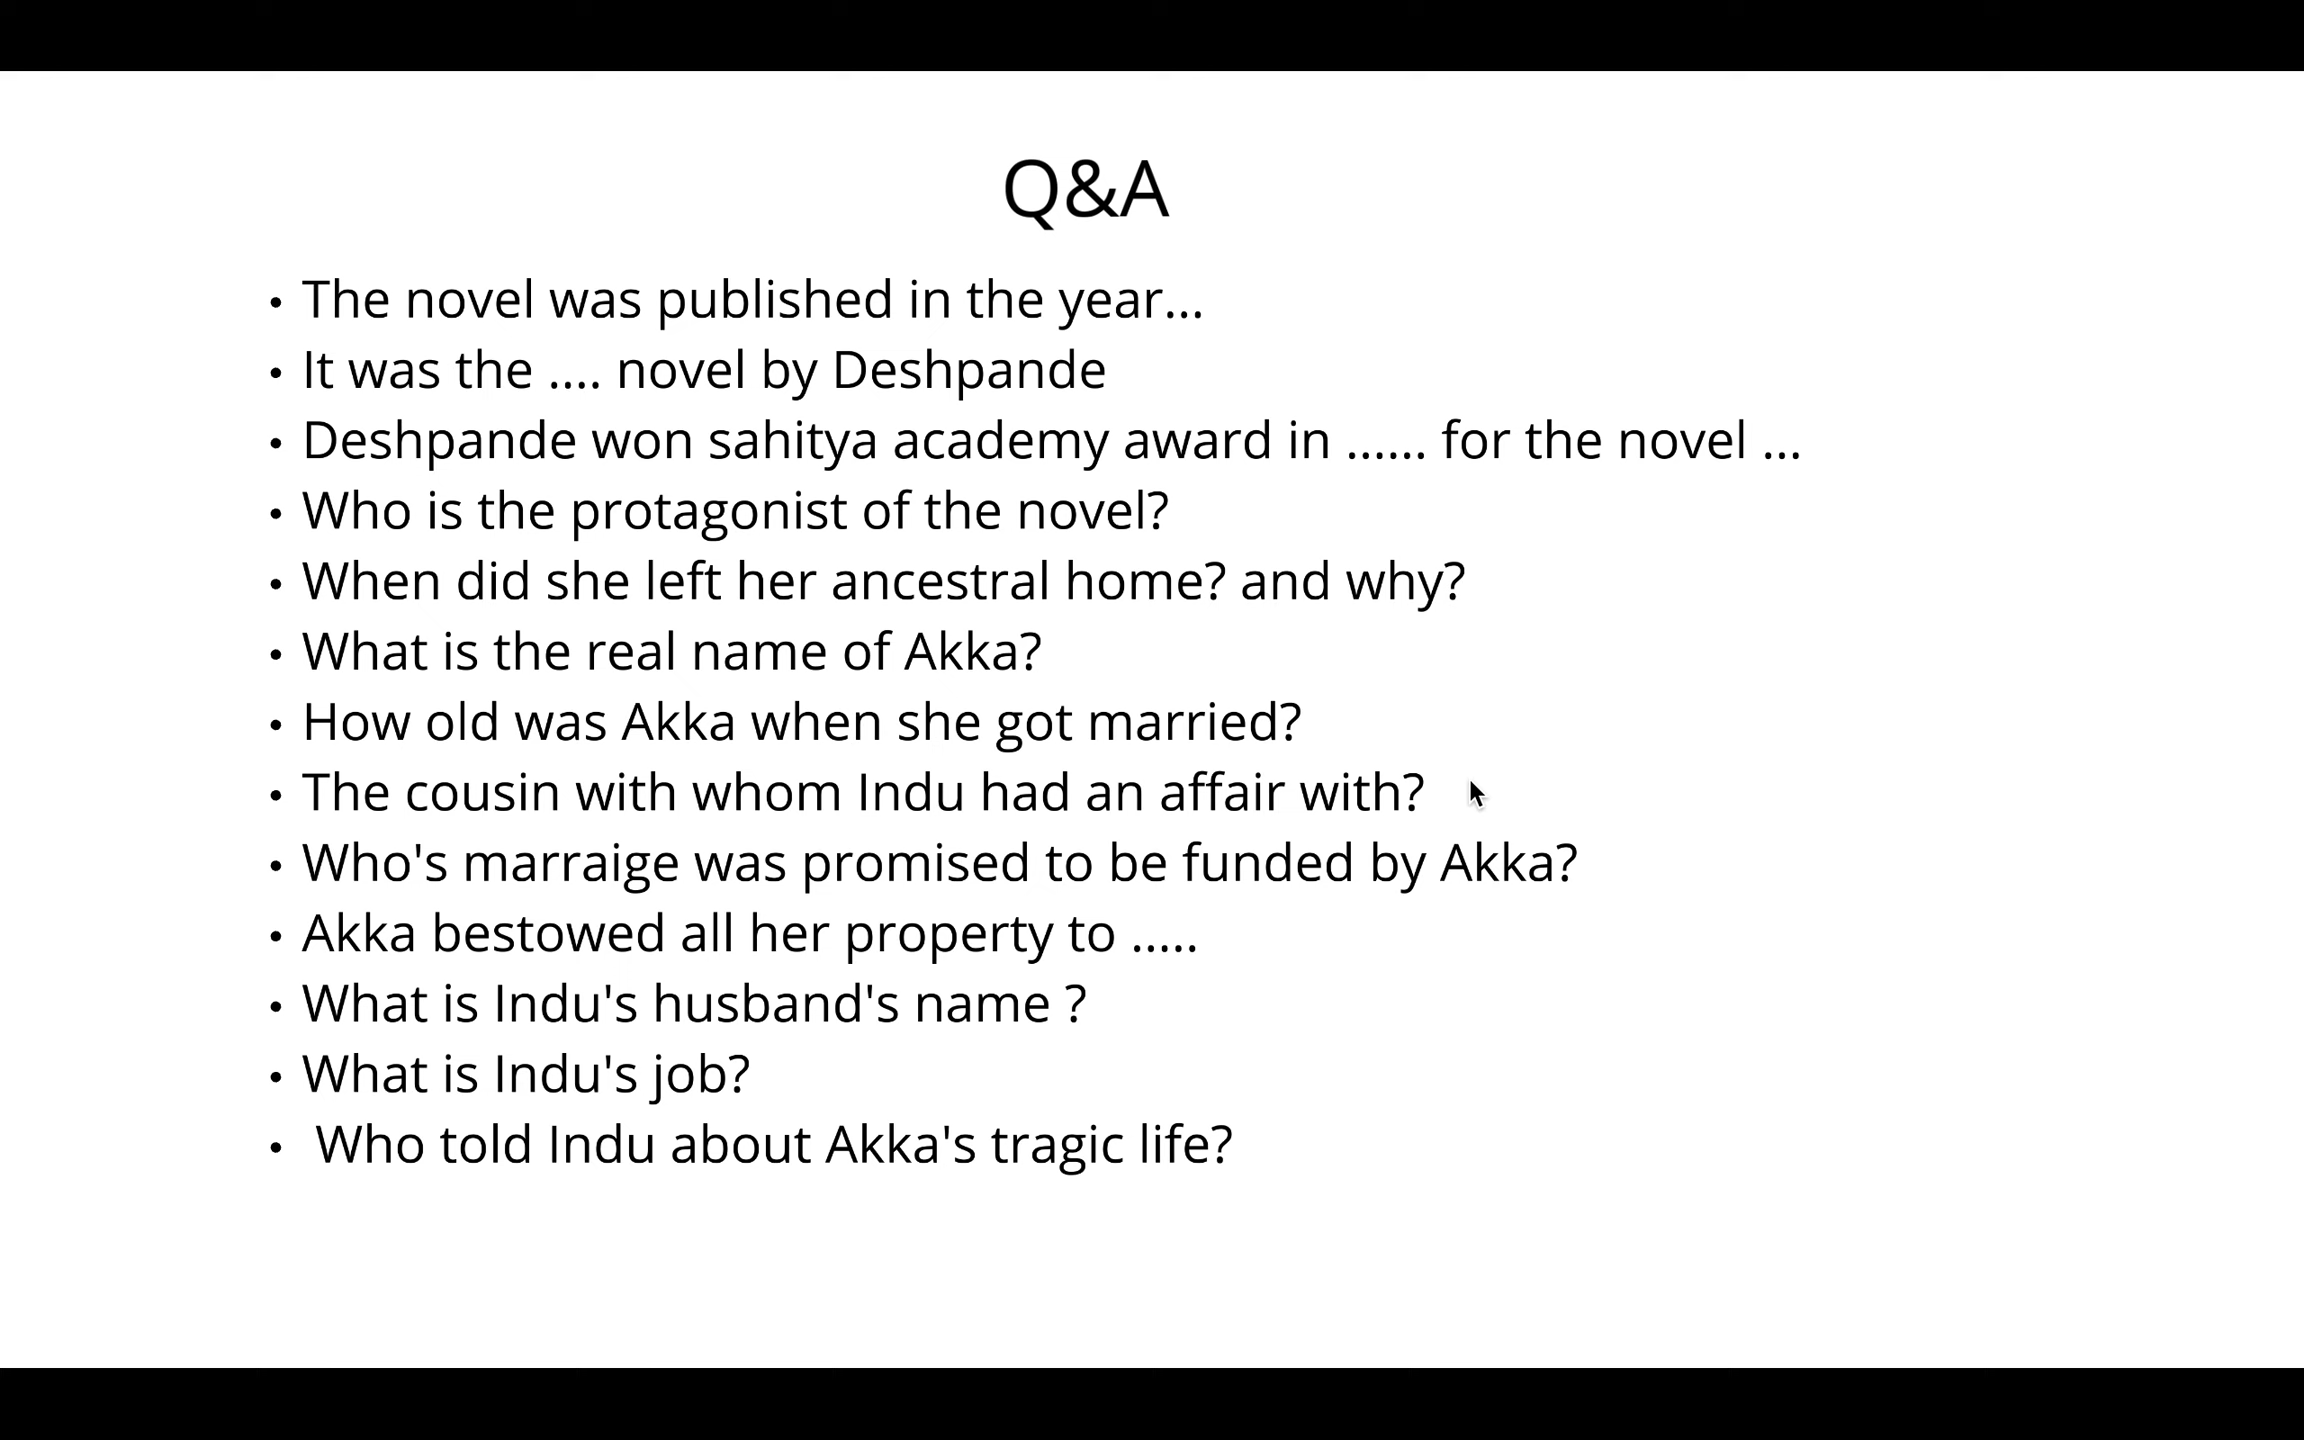 Q&A
• The novel was published in the year...
• It was the .... novel by Deshpande
• Deshpande won sahitya academy award in ...... for the novel ...
• Who is the protagonist of the novel?
• When did she left her ancestral home? and why?
• What is the real name of Akka?
• How old was Akka when she got married?
• The cousin with whom Indu had an affair with?
• Who's marraige was promised to be funded by Akka?
• Akka bestowed all her property to .....
• What is Indu's husband's name ?
• What is Indu's job?
• Who told Indu about Akka's tragic life?